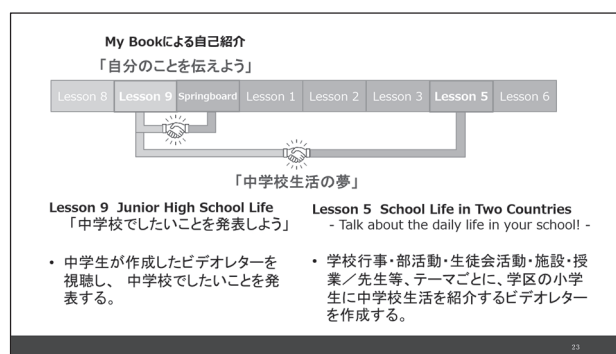 My Bookによる自己紹介
「自分のことを伝えよう」
Lesson 8 Lesson 9 Springboard Lesson 1 Lesson 2 Lesson 3 Lesson 5 Lesson 6
「中学校生活の夢」
Lesson 9 Junior High School Life
「中学校でしたいことを発表しよう」
• 中学生が作成したビデオレターを
視聴し、 中学校でしたいことを発
表する。
Lesson 5 School Life in Two Countries
- Talk about the daily life in your school! -
• 学校行事・部活動・生徒会活動・施設・授
業/先生等、テーマごとに、学区の小学
生に中学校生活を紹介するビデオレター
を作成する。
23